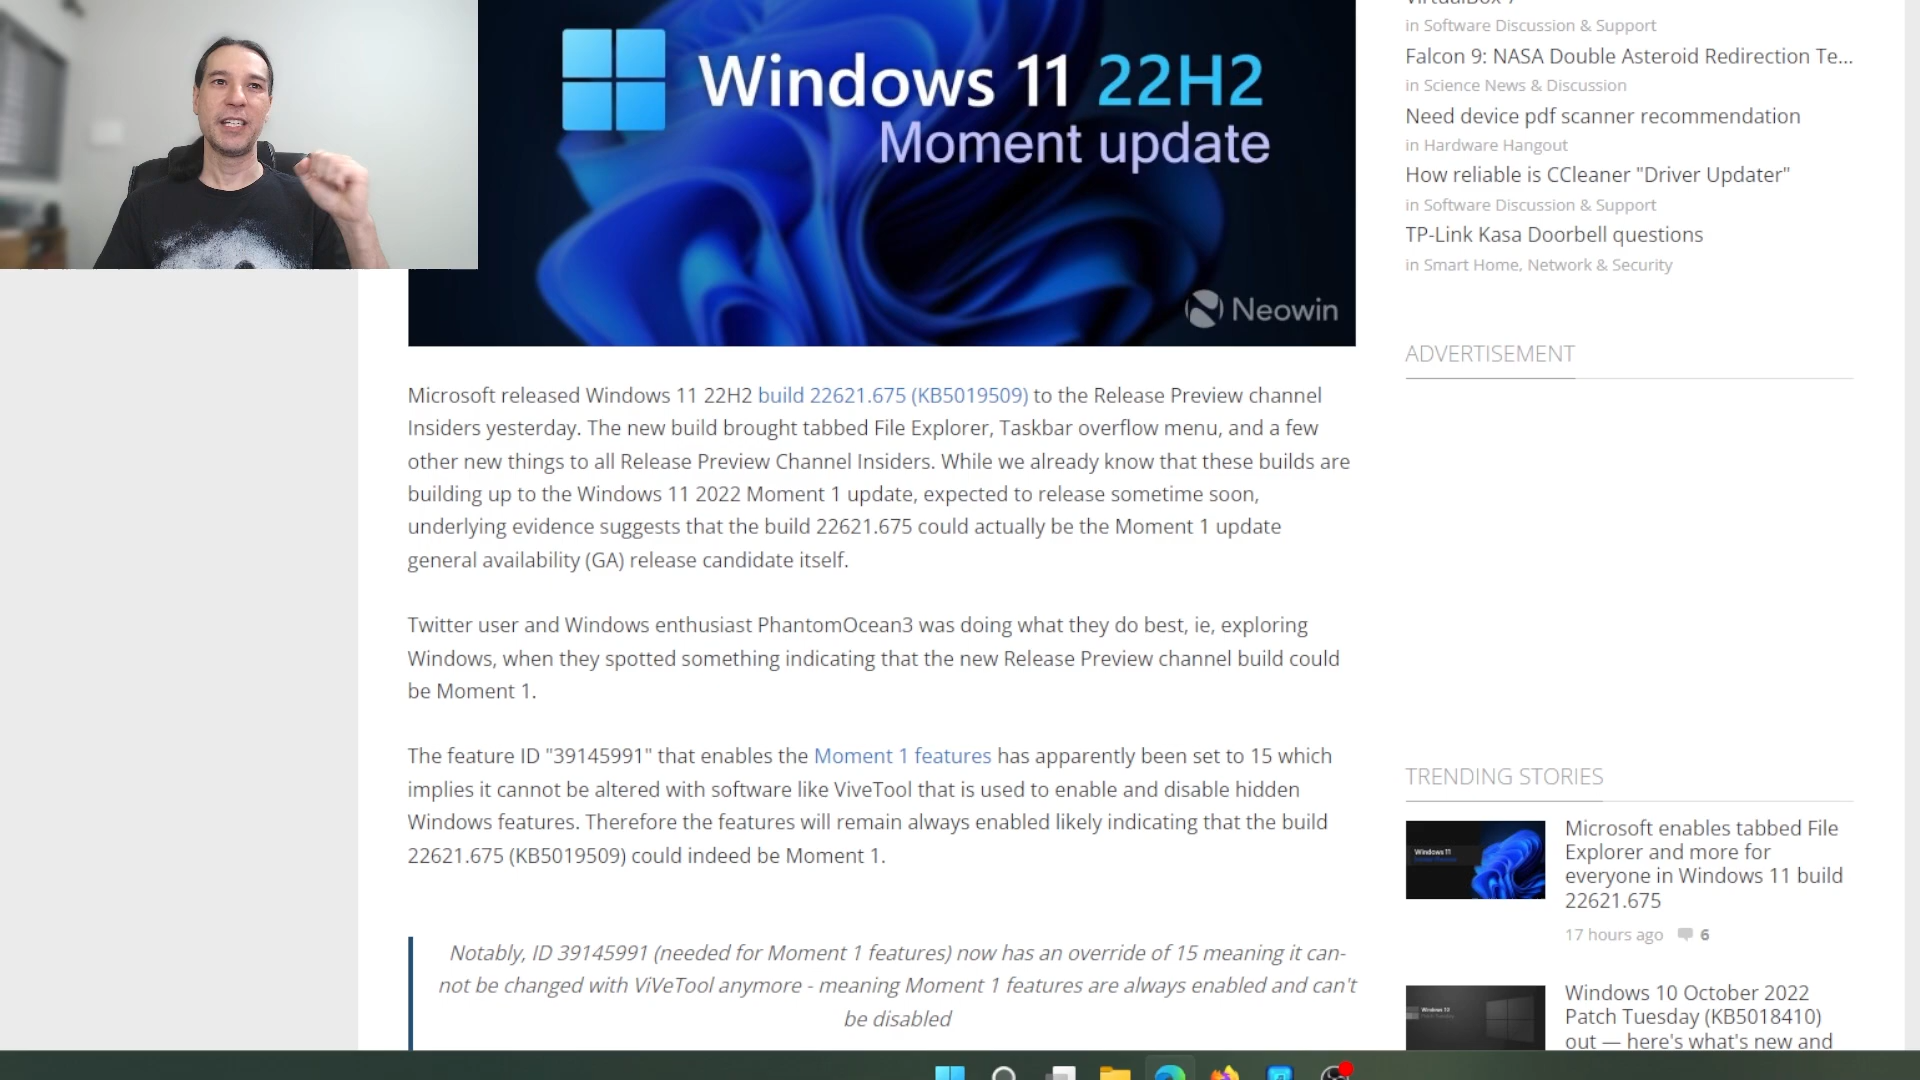 Windows 11 22H2
Moment update
Neowin
Microsoft released Windows 11 22H2 build 22621.675 (KB5019509) to the Release Preview channel
Insiders yesterday. The new build brought tabbed File Explorer, Taskbar overflow menu, and a few
other new things to all Release Preview Channel Insiders. While we already know that these builds are
building up to the Windows 11 2022 Moment 1 update, expected to release sometime soon,
underlying evidence suggests that the build 22621.675 could actually be the Moment 1 update
general availability (GA) release candidate itself.
Twitter user and Windows enthusiast PhantomOcean3 was doing what they do best, ie, exploring
Windows, when they spotted something indicating that the new Release Preview channel build could
be Moment 1.
The feature ID "39145991" that enables the Moment 1 features has apparently been set to 15 which
implies it cannot be altered with software like ViveTool that is used to enable and disable hidden
Windows features. Therefore the features will remain always enabled likely indicating that the build
22621.675 (KB5019509) could indeed be Moment 1.
Notably, ID 39145991 (needed for Moment 1 features) now has an override of 15 meaning it can-
not be changed with ViVeTool anymore - meaning Moment 1 features are always enabled and can't
be disabled
VirtualBox 7
in Software Discussion & Support
Falcon 9: NASA Double Asteroid Redirection Te...
in Science News & Discussion
Need device pdf scanner recommendation
in Hardware Hangout
How reliable is CCleaner "Driver Updater"
in Software Discussion & Support
TP-Link Kasa Doorbell questions
in Smart Home, Network & Security
ADVERTISEMENT
TRENDING STORIES
Windows 11
Microsoft enables tabbed File
Explorer and more for
everyone in Windows 11 build
22621.675
17 hours ago 6
Windows 10 October 2022
Patch Tuesday (KB5018410)
out — here's what's new and